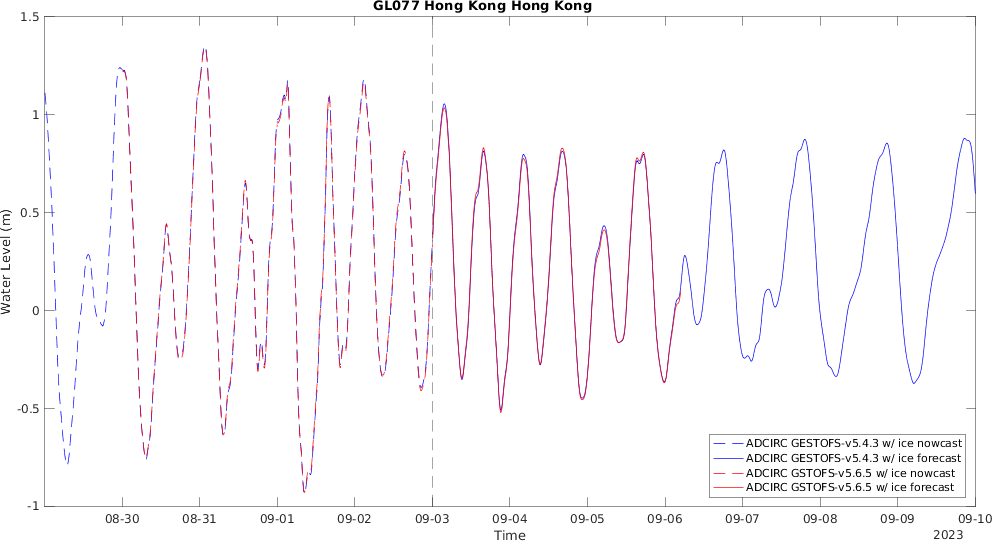 GL077 Hong Kong Hong Kong
Water Level (m)
1.5
1
0.5
0
-0.5
-1
ADCIRC GESTOFS-v5.4.3 w/ ice nowcast
ADCIRC GESTOFS-v5.4.3 w/ ice forecast
ADCIRC GSTOFS-v5.6.5 w/ ice nowcast
ADCIRC GSTOFS-v5.6.5 w/ ice forecast
08-30 08-31 09-01 09-02 09-03 09-04 09-05 09-06 09-07 09-08 09-09 09-10
Time
2023